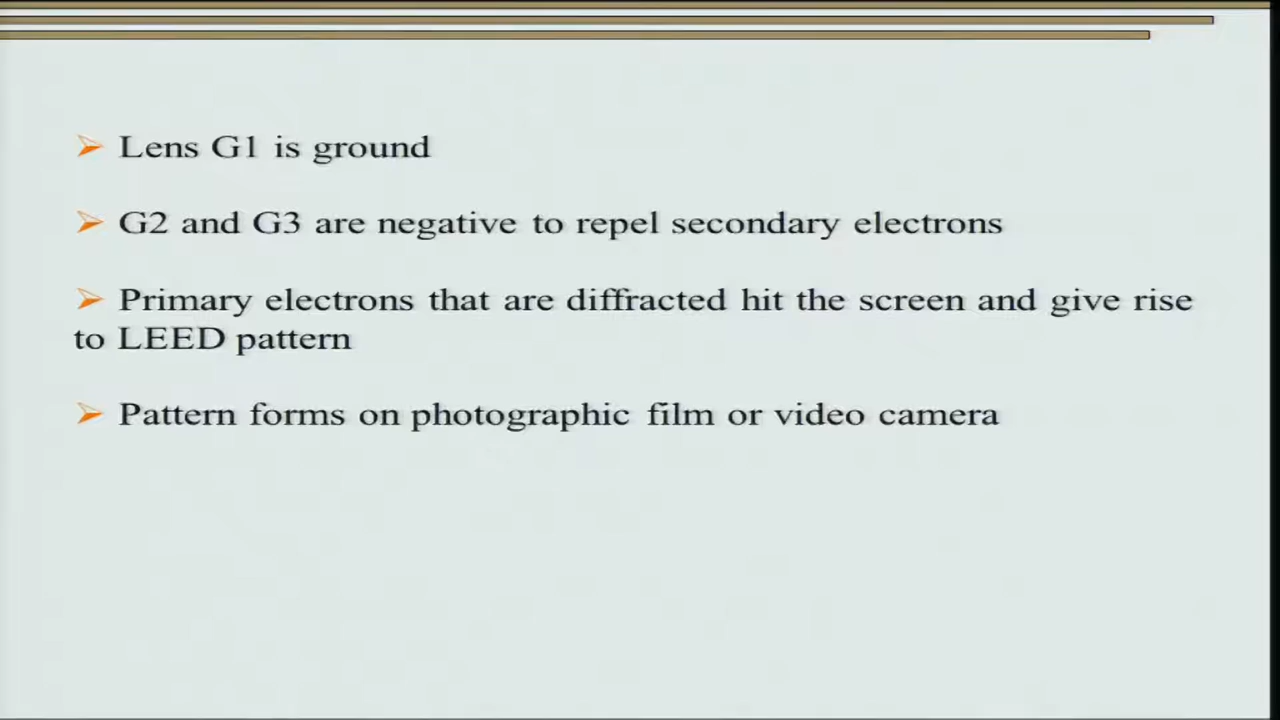 Lens G1 is ground
G2 and G3 are negative to repel secondary electrons
Primary electrons that are diffracted hit the screen and give rise
to LEED pattern
Pattern forms on photographic film or video camera